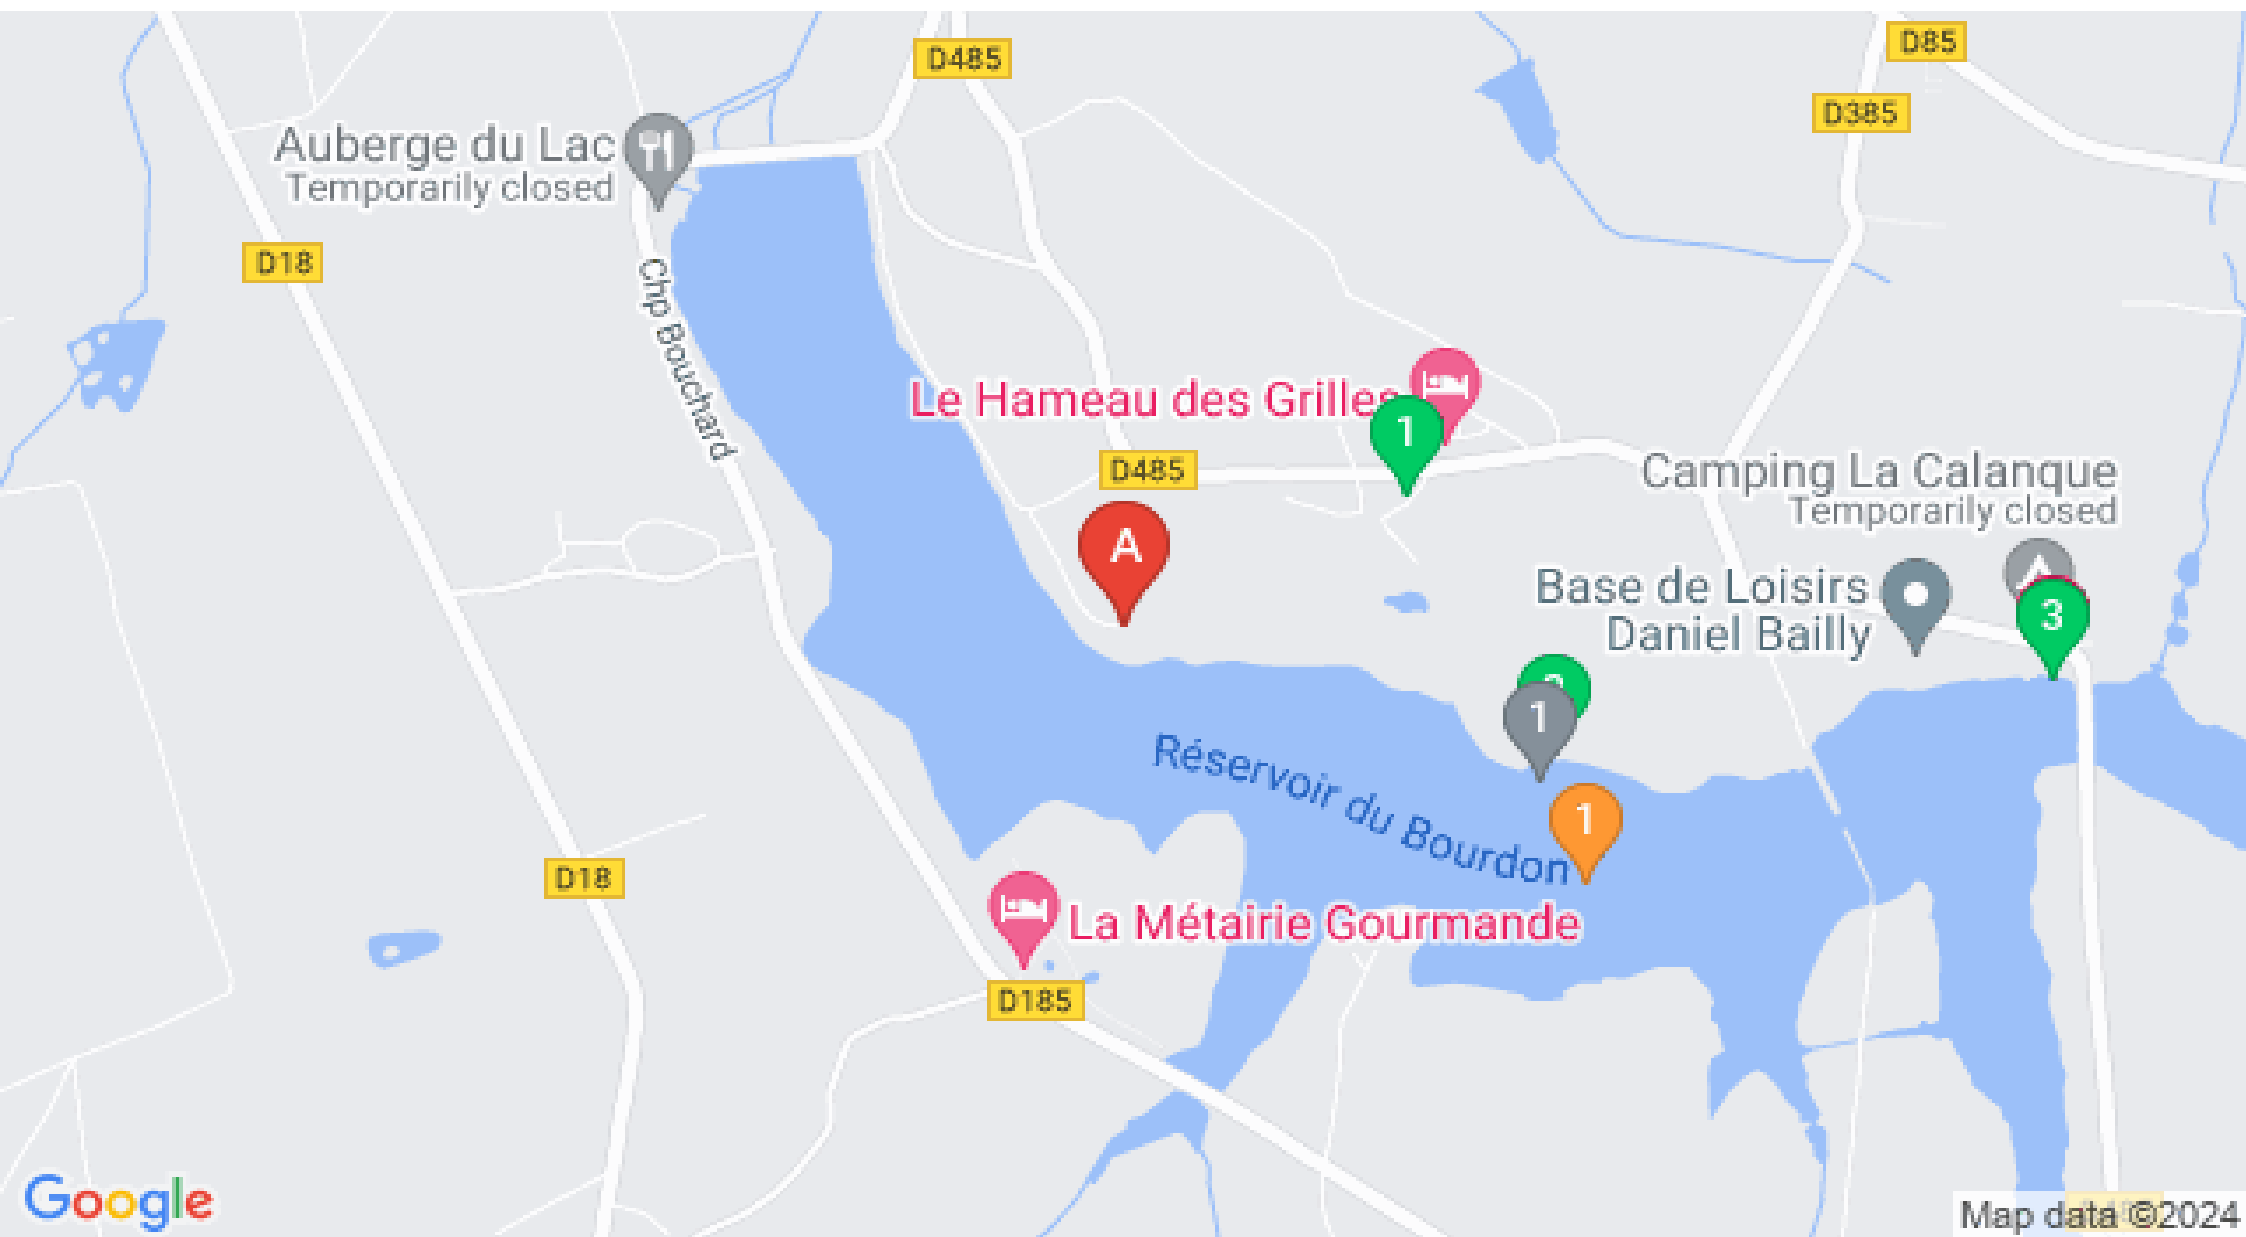 D485
D85
D385
Auberge du Lac
Temporarily closed
D18
Chp Bouchard
Le Hameau des Grilles
1
D485
Camping La Calanque
Temporarily closed
A
Base de Loisirs
Daniel Bailly
3
1
Réservoir du Bourdon
1
D18
La Métairie Gourmande
D185
Google
Map data ©2024